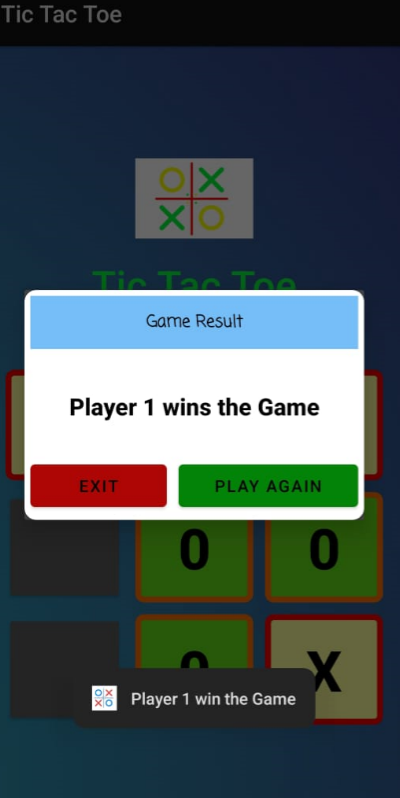 Tic Tac Toe
Tic Tac Toe
Game Result
Player 1 wins the Game
EXIT PLAY AGAIN
0 0
0 X
Player 1 win the Game